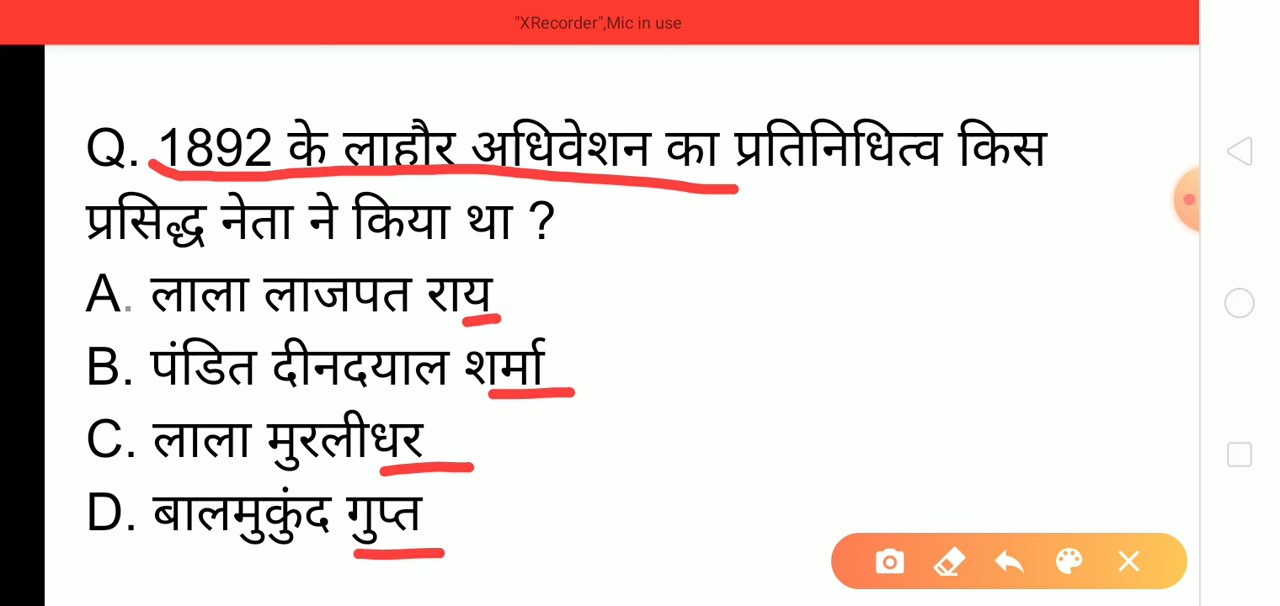 "XRecorder",Mic in use
Q. 1892 के लाहौर अधिवेशन का प्रतिनिधित्व किस
प्रसिद्ध नेता ने किया था ?
A. लाला लाजपत राय
B. पंडित दीनदयाल शर्मा
C. लाला मुरलीधर
D. बालमुकुंद गुप्त